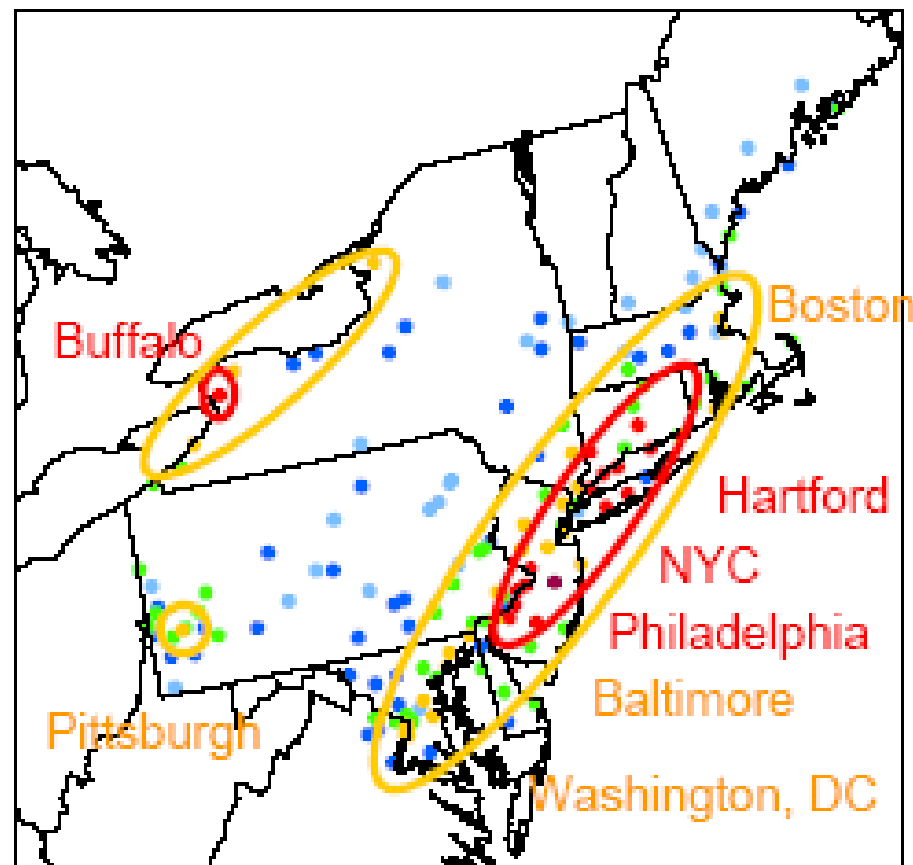 Boston
Buffalo
Hartford
NYC
Philadelphia
Baltimore
Pittsburgh
Washington, DC